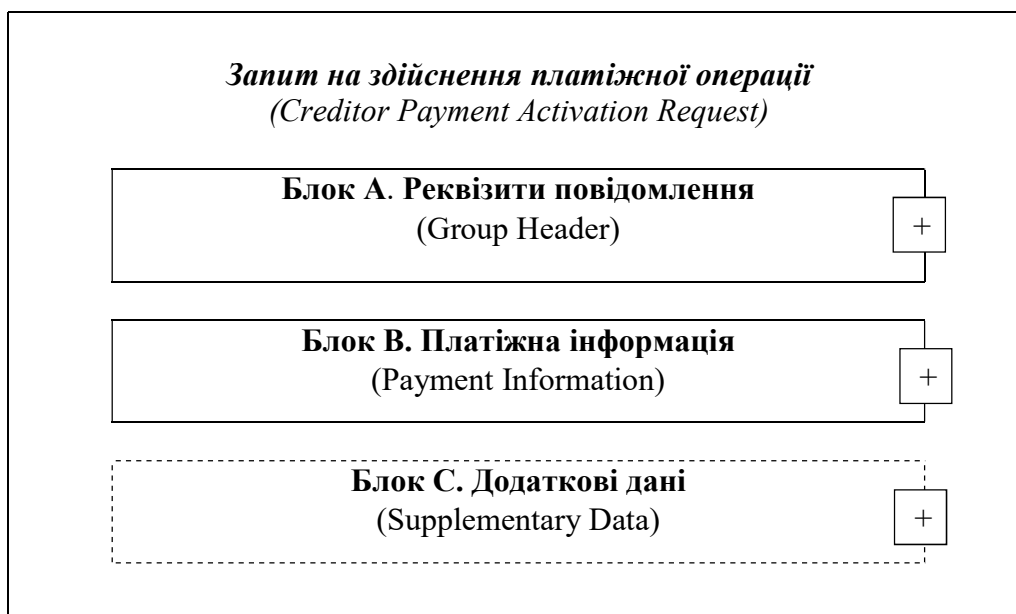 Запит на здійснення платіжної операції
(Creditor Payment Activation Request)
Блок А. Реквізити повідомлення
(Group Header)
+
Блок В. Платіжна інформація
(Payment Information)
+
Блок С. Додаткові дані
(Supplementary Data)
+